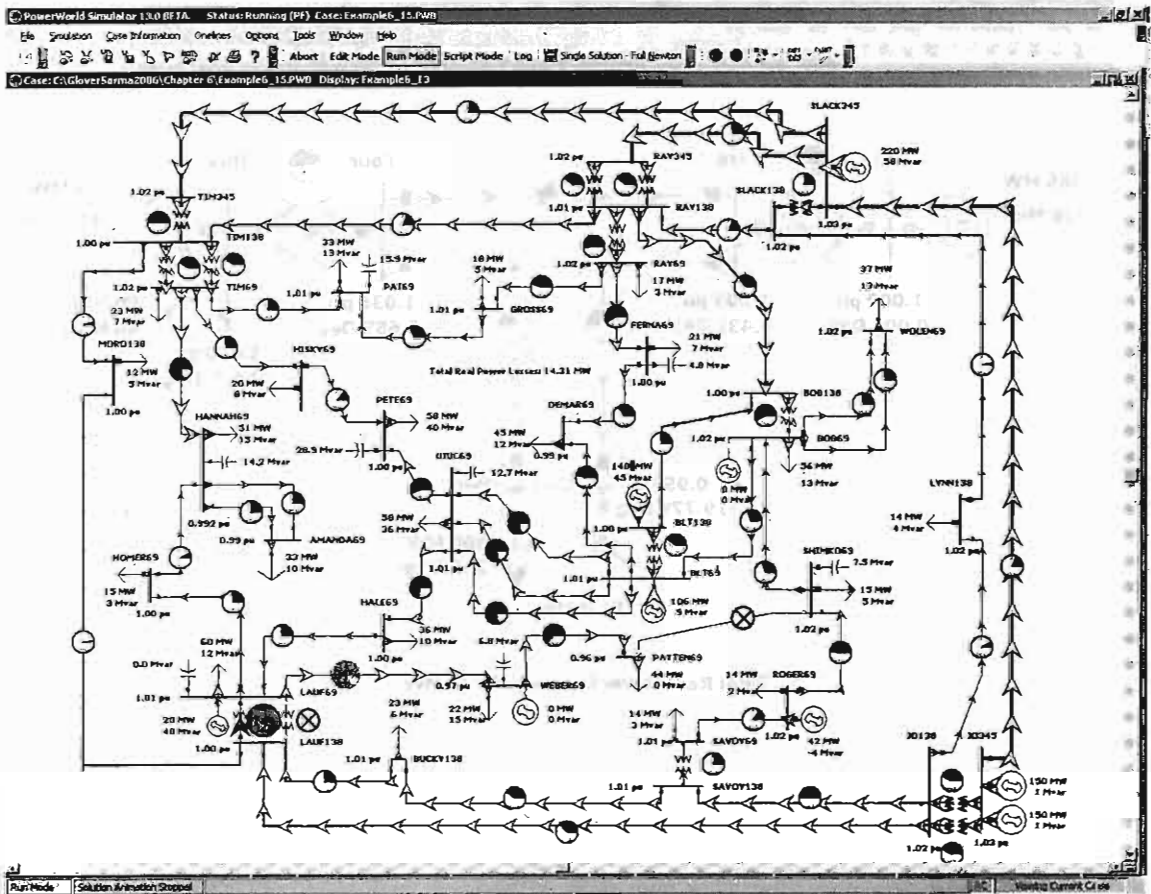 PowerWorld Simulator 13.0 BETA Status: Running (PF) Case: Example6_15.PWB
File Simulation Case Information Onelines Options Tools Window Help
Abort Edit Mode Run Mode Script Mode Log Single Solution - Full Newton
Case: C:\GloverSarma2006\Chapter 6\Example6_15.PWB Display: Example6_13
SLACK345
1.02 pu
RAY345
220 MW
58 Mvar
1.02 pu
TIM345
SLACK138
1.01 pu
RAY138
1.03 pu
1.00 pu
TIM138
33 MW
13 Mvar
15.9 Mvar
18 MW
5 Mvar
1.02 pu
1.02 pu
RAY69
37 MW
13 Mvar
1.02 pu
TIM69
1.01 pu
PAT69
17 MW
3 Mvar
23 MW
7 Mvar
1.01 pu
GROSS69
FERNA69
1.02 pu
WOLEN69
MORO138
HISKY69
21 MW
7 Mvar
12 MW
5 Mvar
Total Real Power Losses: 14.31 MW
4.8 Mvar
20 MW
6 Mvar
1.00 pu
PETE69
DEMAR69
1.00 pu
BOB138
1.00 pu
HANNAH69
58 MW
40 Mvar
51 MW
15 Mvar
45 MW
12 Mvar
28.9 Mvar
UIUC69
0.99 pu
1.02 pu
BOB69
14.2 Mvar
1.00 pu
12.7 Mvar
140 MW
45 Mvar
0 MW
0 Mvar
56 MW
13 Mvar
LYNN138
58 MW
36 Mvar
1.00 pu
BLT138
14 MW
4 Mvar
0.992 pu
0.99 pu
AMANDA69
SHIMKO69
1.02 pu
HOMER69
33 MW
10 Mvar
1.01 pu
1.01 pu
BLT69
7.5 Mvar
15 MW
3 Mvar
1.00 pu
HALE69
106 MW
15 MW
5 Mvar
60 MW
12 Mvar
36 MW
10 Mvar
6.8 Mvar
1.02 pu
0.0 Mvar
1.00 pu
0.96 pu
PATTEN69
0.97 pu
WEBER69
44 MW
0 Mvar
14 MW
2 Mvar
ROGER69
1.01 pu
LAUF69
20 MW
40 Mvar
23 MW
6 Mvar
22 MW
15 Mvar
0 MW
0 Mvar
14 MW
3 Mvar
1.02 pu
42 MW
-4 Mvar
1.00 pu
LAUF138
1.01 pu
BUCKY138
1.01 pu
SAVOY69
JO138
JO345
1.01 pu
SAVOY138
150 MW
1 Mvar
150 MW
1 Mvar
1.02 pu
1.03 pu
Run Mode Solution Animation Stopped AC Viewing Current Case